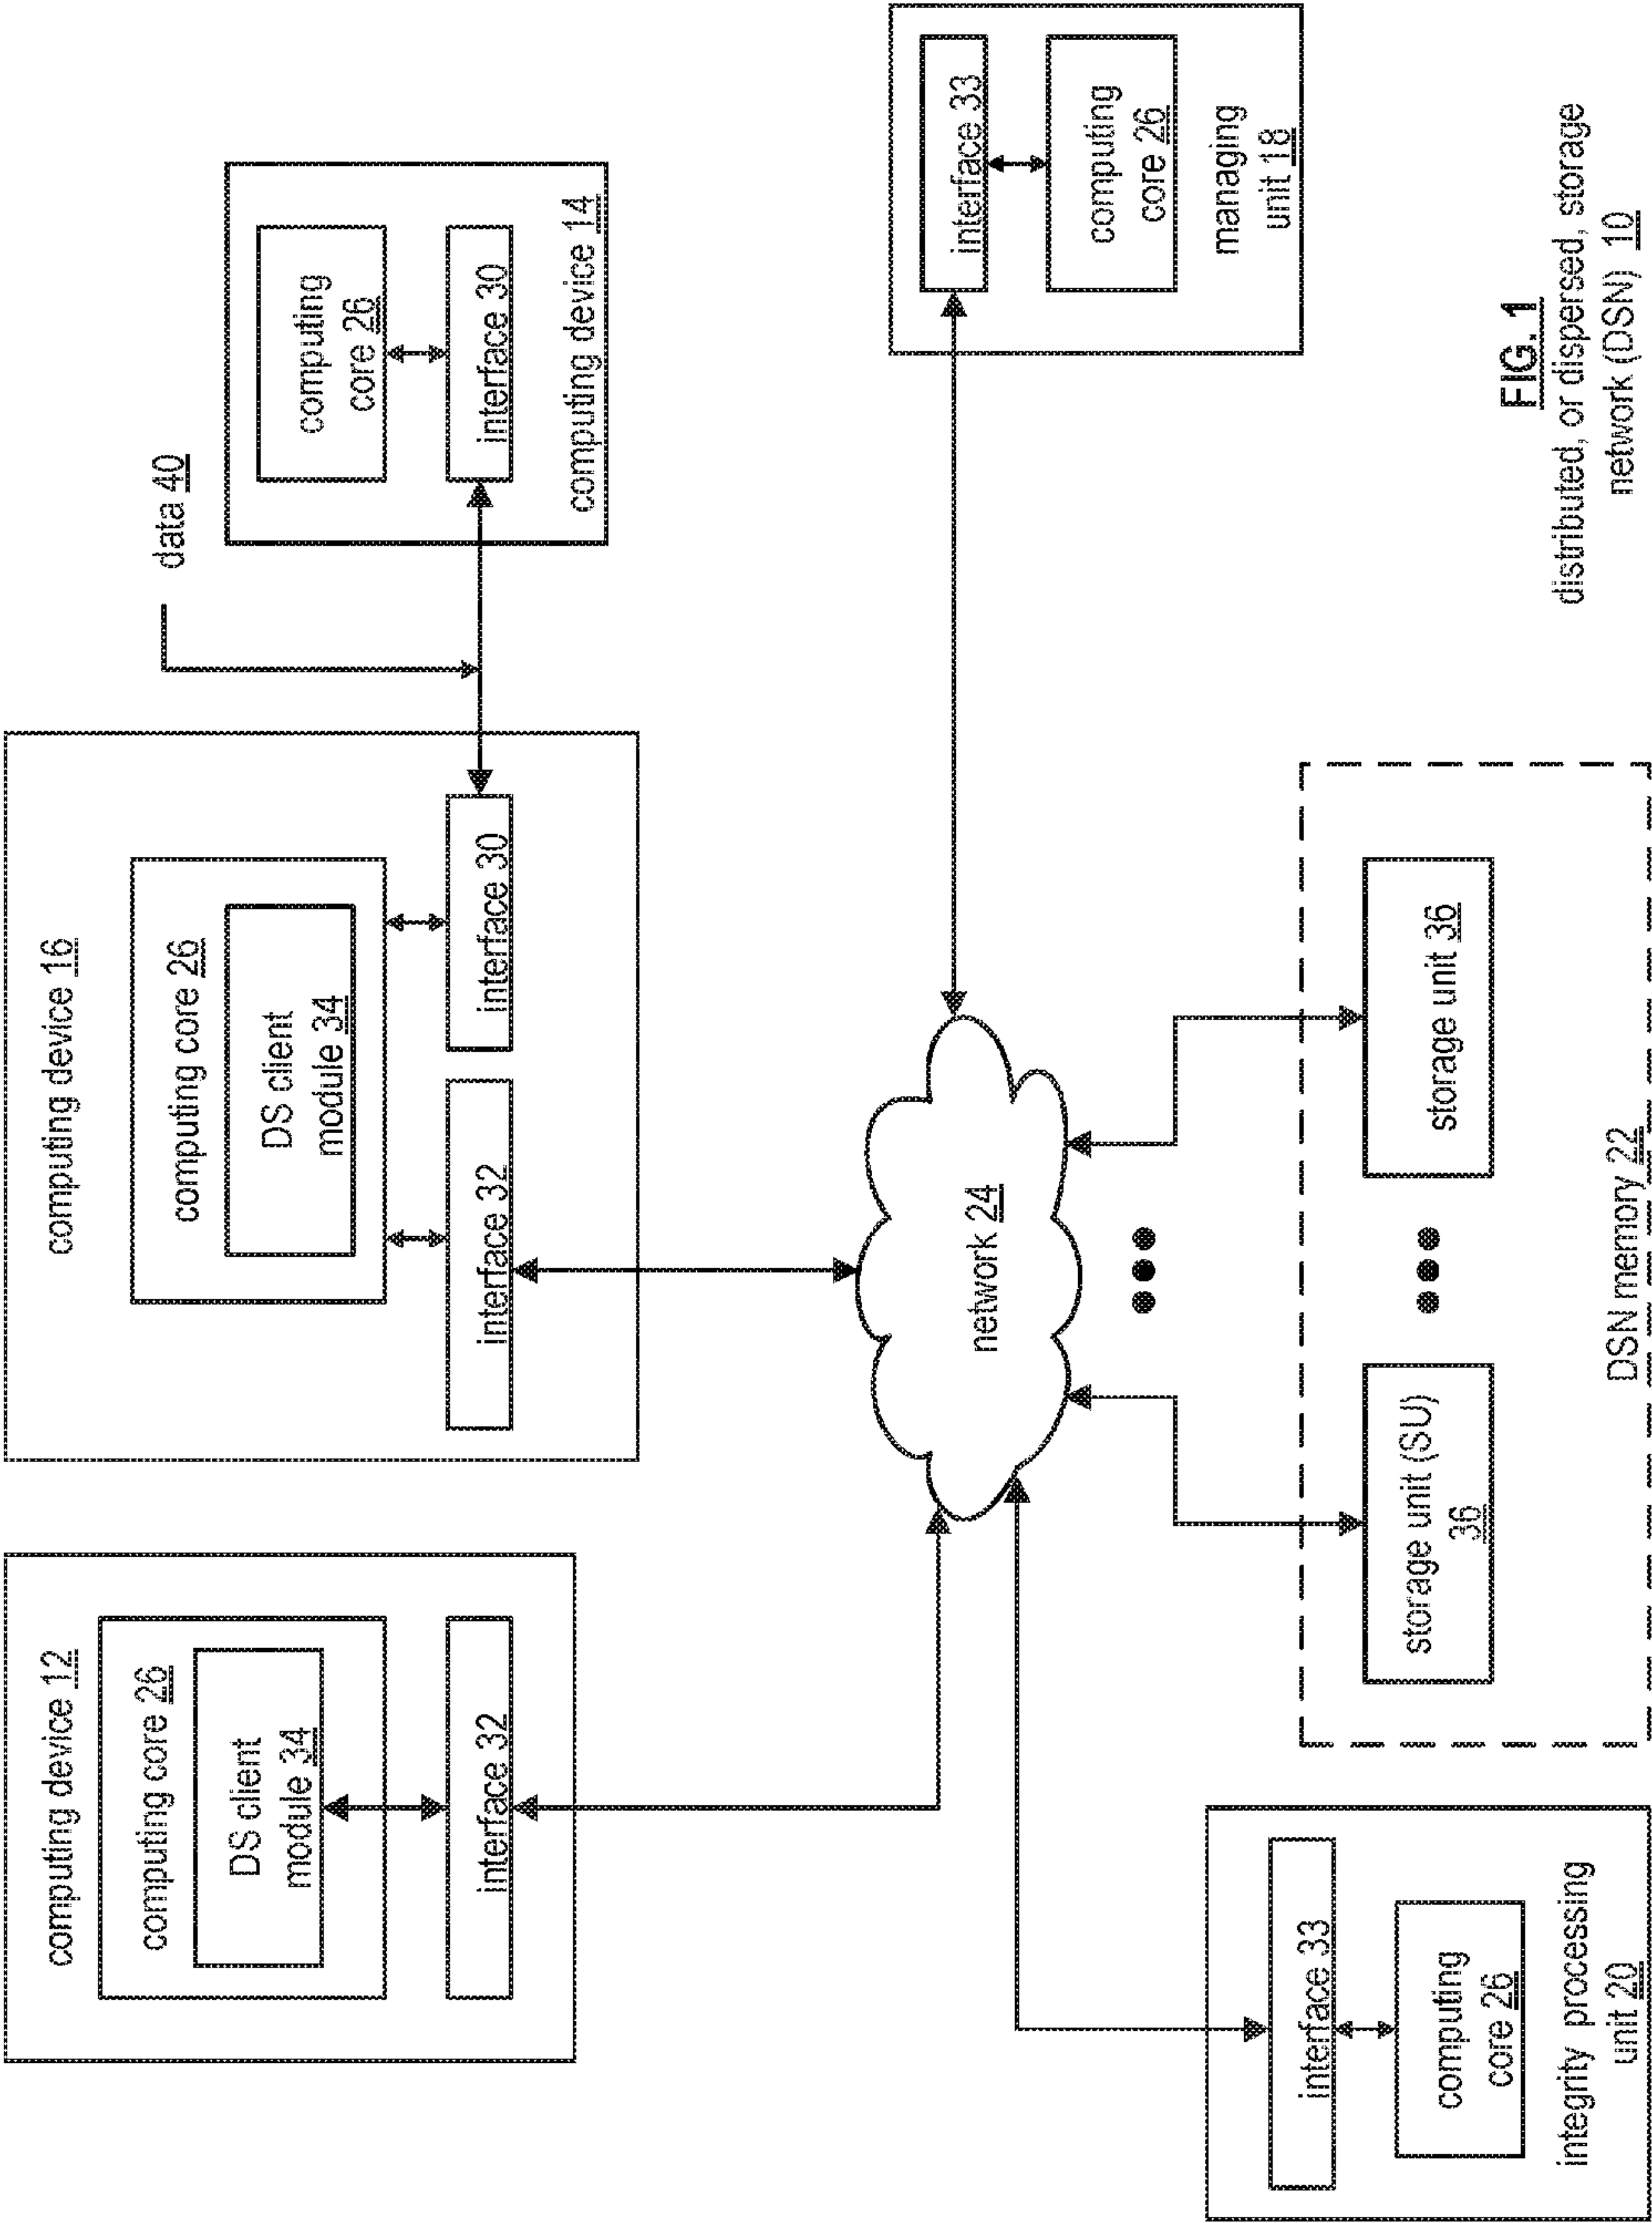 computing device 12
computing core 26
DS client
module 34
interface 32
computing device 16
computing core 26
DS client
module 34
interface 32
interface 30
data 40
computing
core 26
interface 30
computing device 14
network 24
interface 33
computing
core 26
managing
unit 18
interface 33
computing
core 26
integrity processing
unit 20
storage unit (SU)
36
storage unit 36
DSN memory 22
FIG. 1
distributed, or dispersed, storage
network (DSN) 10